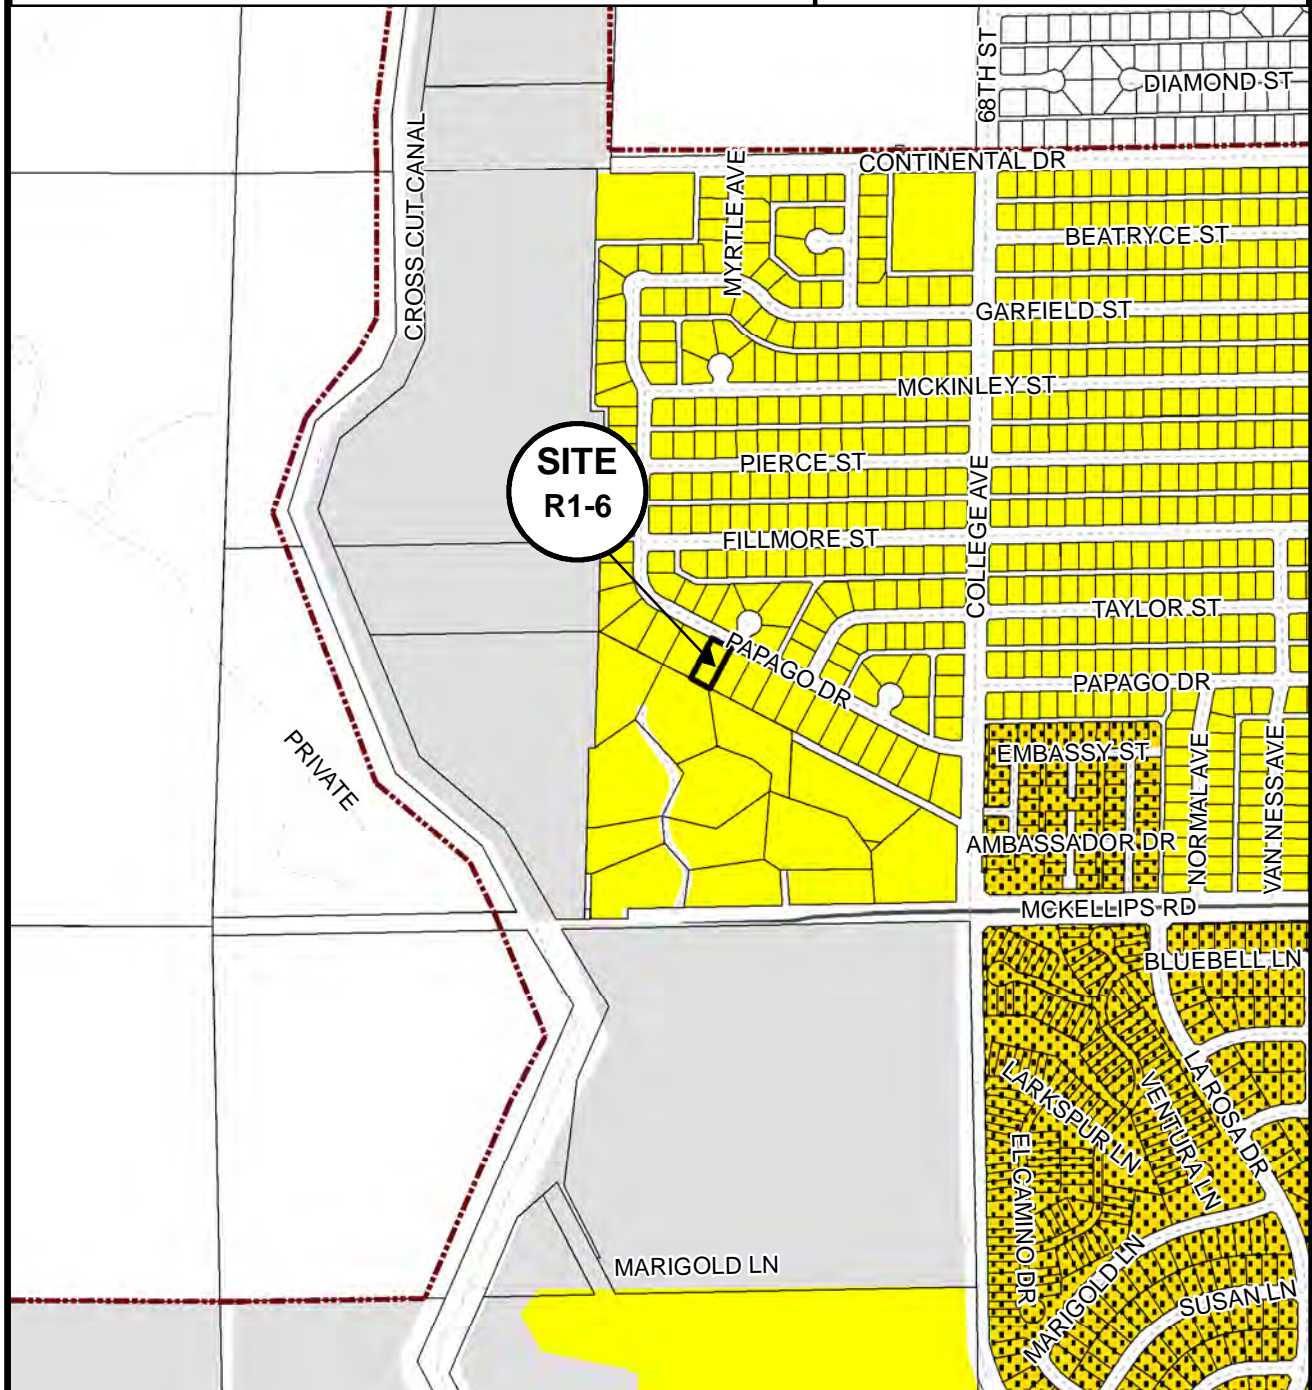 68TH ST
DIAMOND ST
CROSS CUT CANAL
MYRTLE AVE
CONTINENTAL DR
BEATRYCE ST
GARFIELD ST
MCKINLEY ST
SITE
R1-6
PIERCE ST
COLLEGE AVE
FILLMORE ST
TAYLOR ST
PAPAGO DR
PAPAGO DR
PRIVATE
EMBASSY ST
NORMAL AVE
VAN NESS AVE
AMBASSADOR DR
MCKELLIPS RD
BLUEBELL LN
LARKSPUR LN
VENTURA LN
LA ROSA DR
EL CAMINO DR
MARIGOLD LN
MARIGOLD LN
SUSAN LN